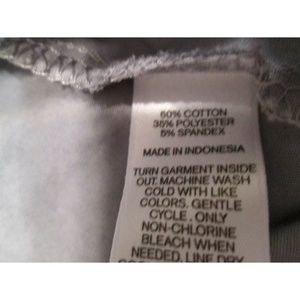 60% COTTON
35% POLYESTER
5% SPANDEX
MADE IN INDONESIA
TURN GARMENT INSIDE
OUT. MACHINE WASH
COLD WITH LIKE
COLORS. GENTLE
CYCLE. ONLY
NON-CHLORINE
BLEACH WHEN
NEEDED. LINE DRY